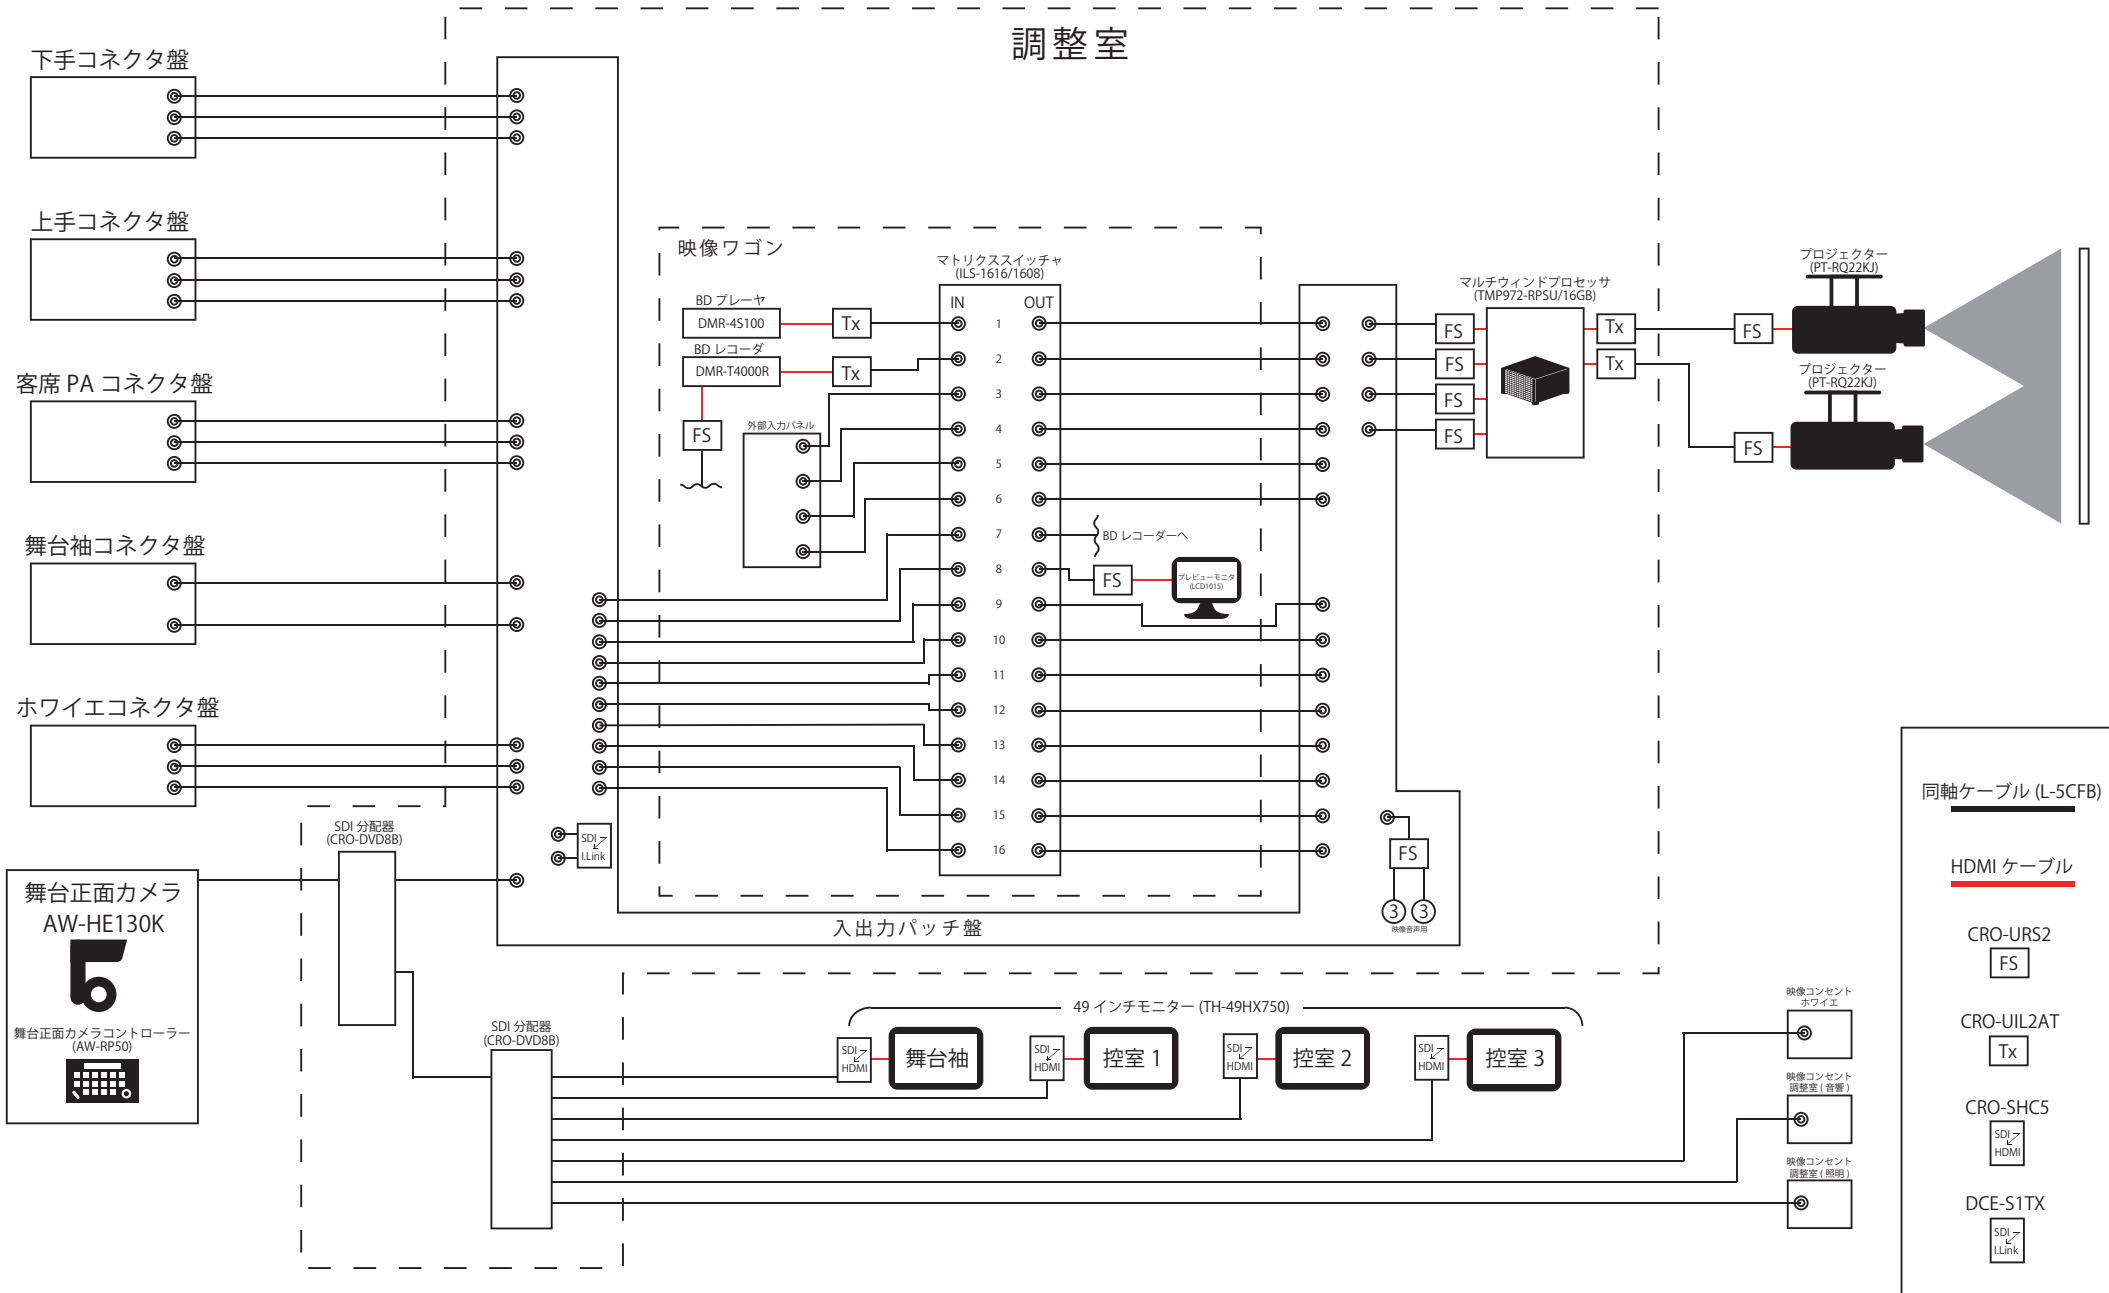 調整室
下手コネクタ盤
上手コネクタ盤
客席 PA コネクタ盤
舞台袖コネクタ盤
ホワイエコネクタ盤
映像ワゴン
マトリクススイッチャ
(ILS-1616/1608)
IN
OUT
BD プレーヤ
DMR-4S100
Tx
BD レコーダ
DMR-T4000R
Tx
FS
外部入力パネル
1
2
3
4
5
6
7
8
9
10
11
12
13
14
15
16
BD レコーダーへ
FS
プレビューモニタ
(LCD1015)
マルチウィンドプロセッサ
(TMP972-RPSU/16GB)
FS
FS
FS
FS
Tx
Tx
FS
FS
プロジェクター
(PT-RQ22KJ)
プロジェクター
(PT-RQ22KJ)
SDI
I.Link
FS
3
3
映像音声用
入出力パッチ盤
SDI 分配器
(CRO-DVD8B)
舞台正面カメラ
AW-HE130K
舞台正面カメラコントローラー
(AW-RP50)
SDI 分配器
(CRO-DVD8B)
49 インチモニター (TH-49HX750)
SDI
HDMI
舞台袖
SDI
HDMI
控室 1
SDI
HDMI
控室 2
SDI
HDMI
控室 3
映像コンセント
ホワイエ
映像コンセント
調整室 ( 音響 )
映像コンセント
調整室 ( 照明 )
同軸ケーブル (L-5CFB)
HDMI ケーブル
CRO-URS2
FS
CRO-UIL2AT
Tx
CRO-SHC5
SDI
HDMI
DCE-S1TX
SDI
I.Link